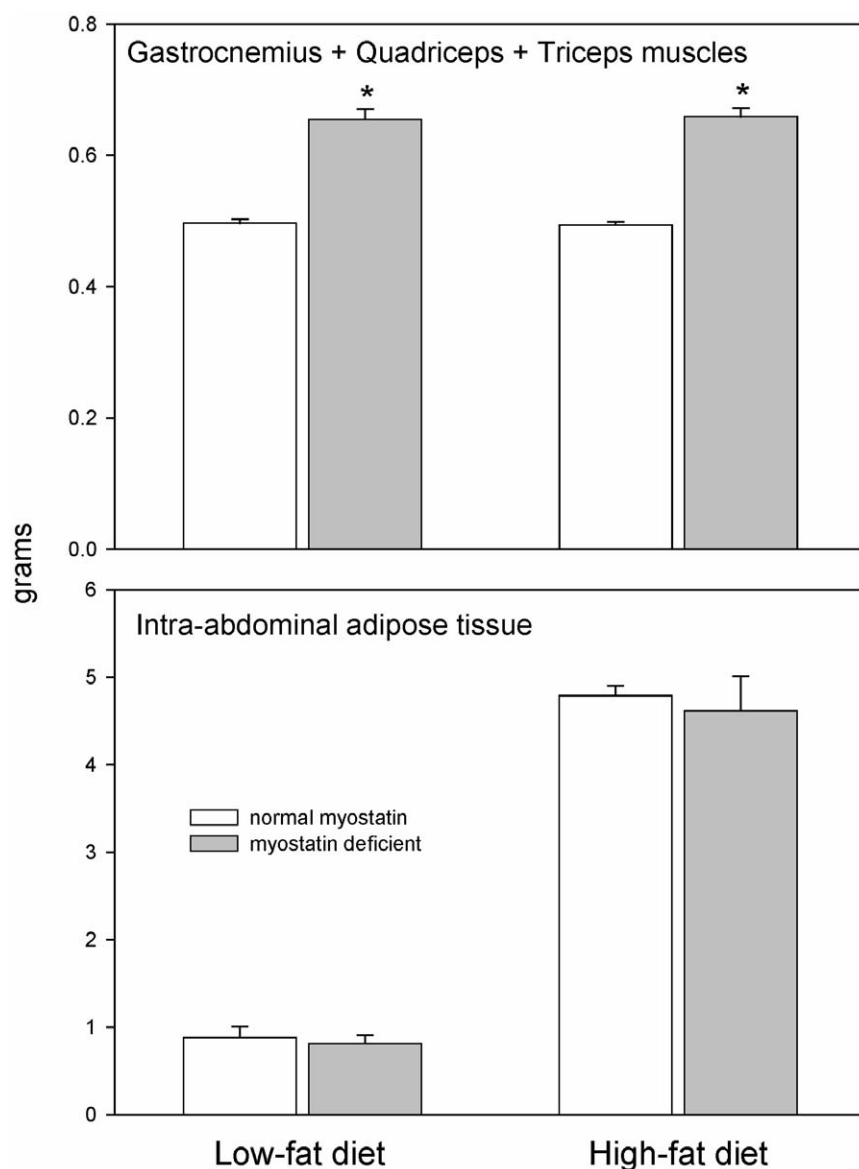 0.8
Gastrocnemius + Quadriceps + Triceps muscles
*
*
0.6
0.4
0.2
0.0
grams
6
Intra-abdominal adipose tissue
5
4
normal myostatin
3
myostatin deficient
2
1
0
Low-fat diet
High-fat diet